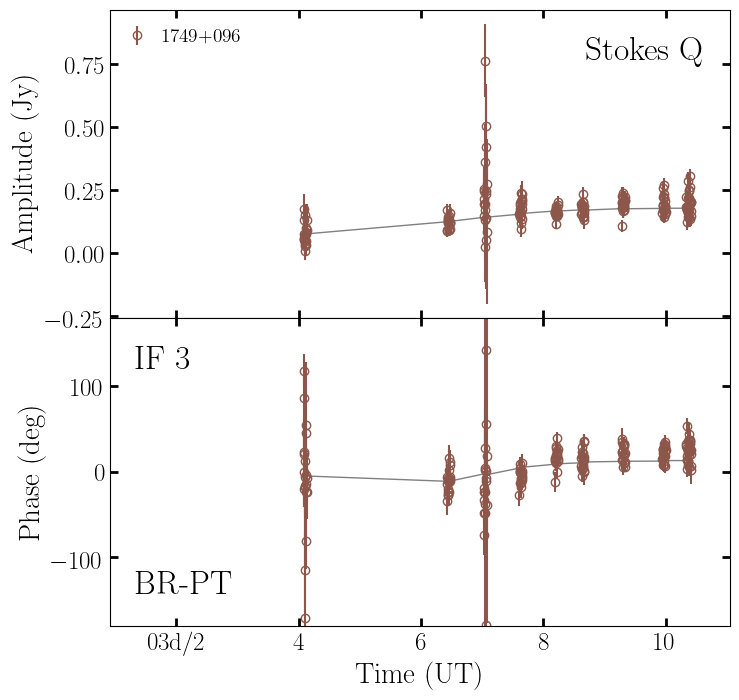 1749+096
Stokes Q
Amplitude (Jy)
0.75
0.50
0.25
0.00
−0.25
IF 3
Phase (deg)
100
0
−100
BR-PT
03d/2
4
6
8
10
Time (UT)